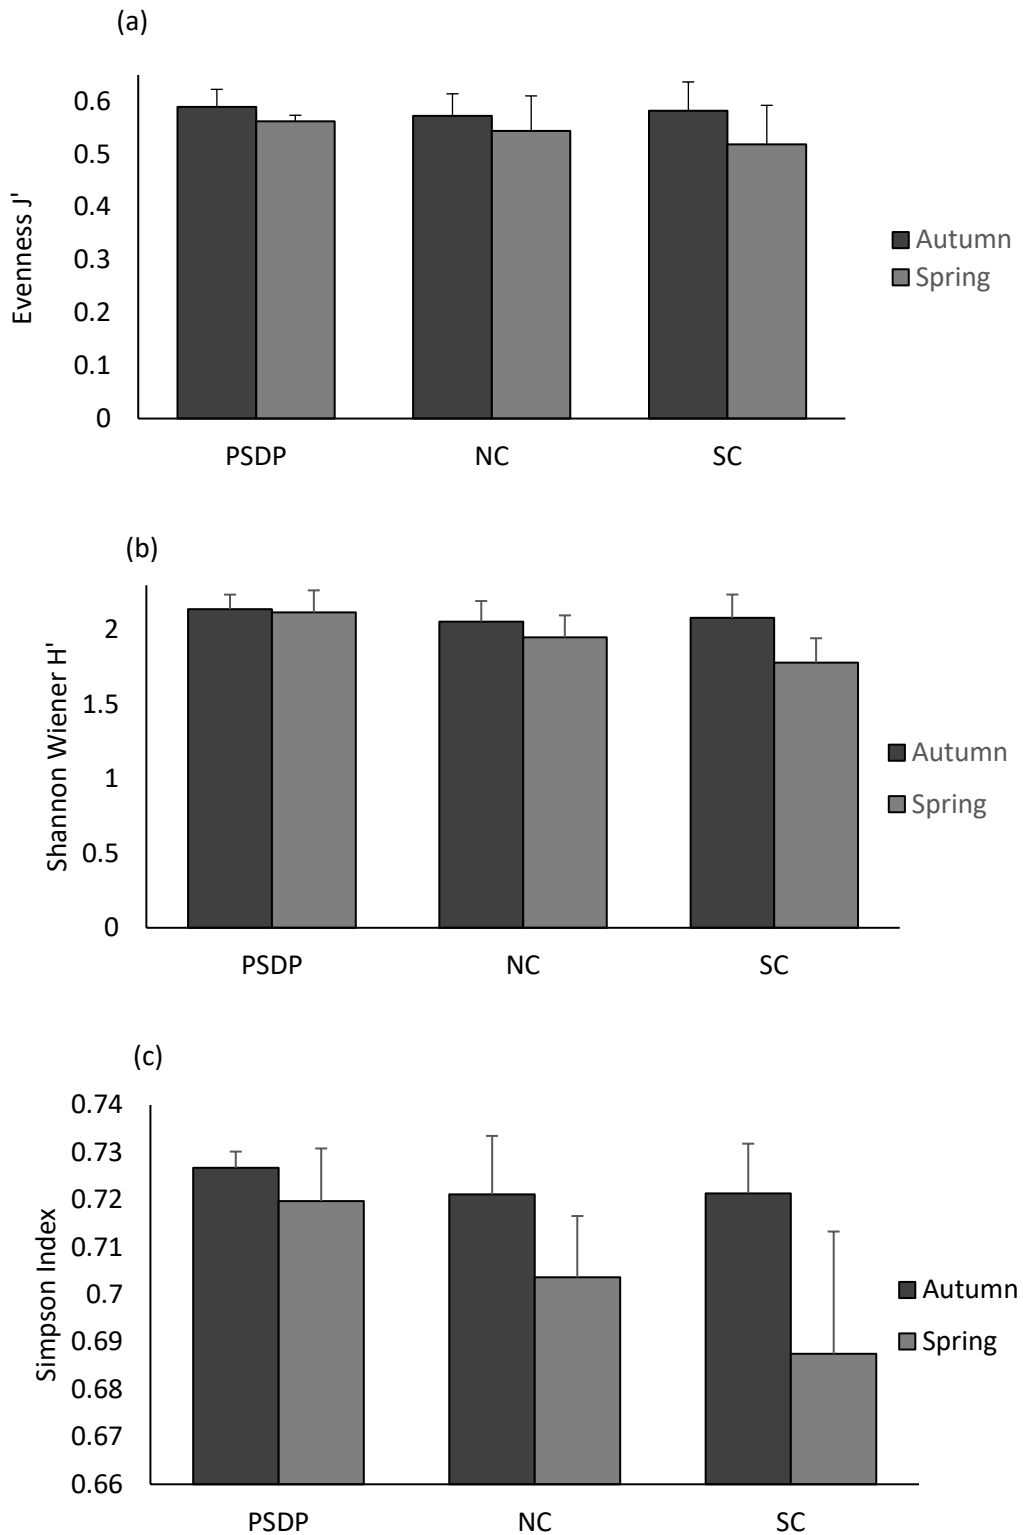 (a)
0.6
0.5
0.4
0.3
0.2
0.1
0
Evenness J'
PSDP NC SC
Autumn
Spring
(b)
2
1.5
1
0.5
0
Shannon Wiener H'
PSDP NC SC
Autumn
Spring
(c)
0.74
0.73
0.72
0.71
0.7
0.69
0.68
0.67
0.66
Simpson Index
PSDP NC SC
Autumn
Spring